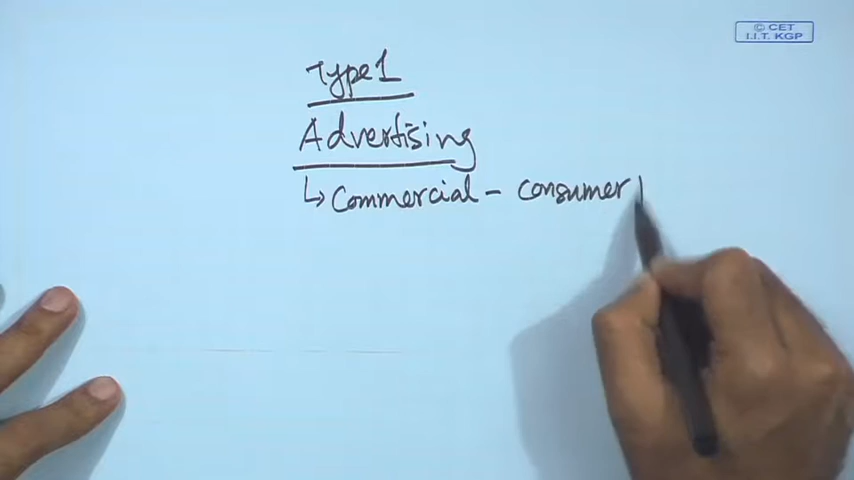 © CET
I.I.T. KGP
Type 1
Advertising
↳ Commercial - consumer